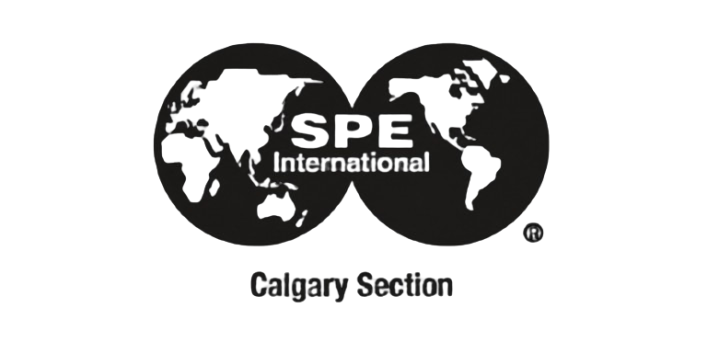 SPE
International
®
Calgary Section